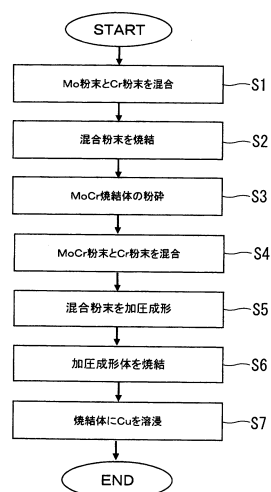 START
Mo粉末とCr粉末を混合
S1
混合粉末を焼結
S2
MoCr焼結体の粉砕
S3
MoCr粉末とCr粉末を混合
S4
混合粉末を加圧成形
S5
加圧成形体を焼結
S6
焼結体にCuを溶浸
S7
END